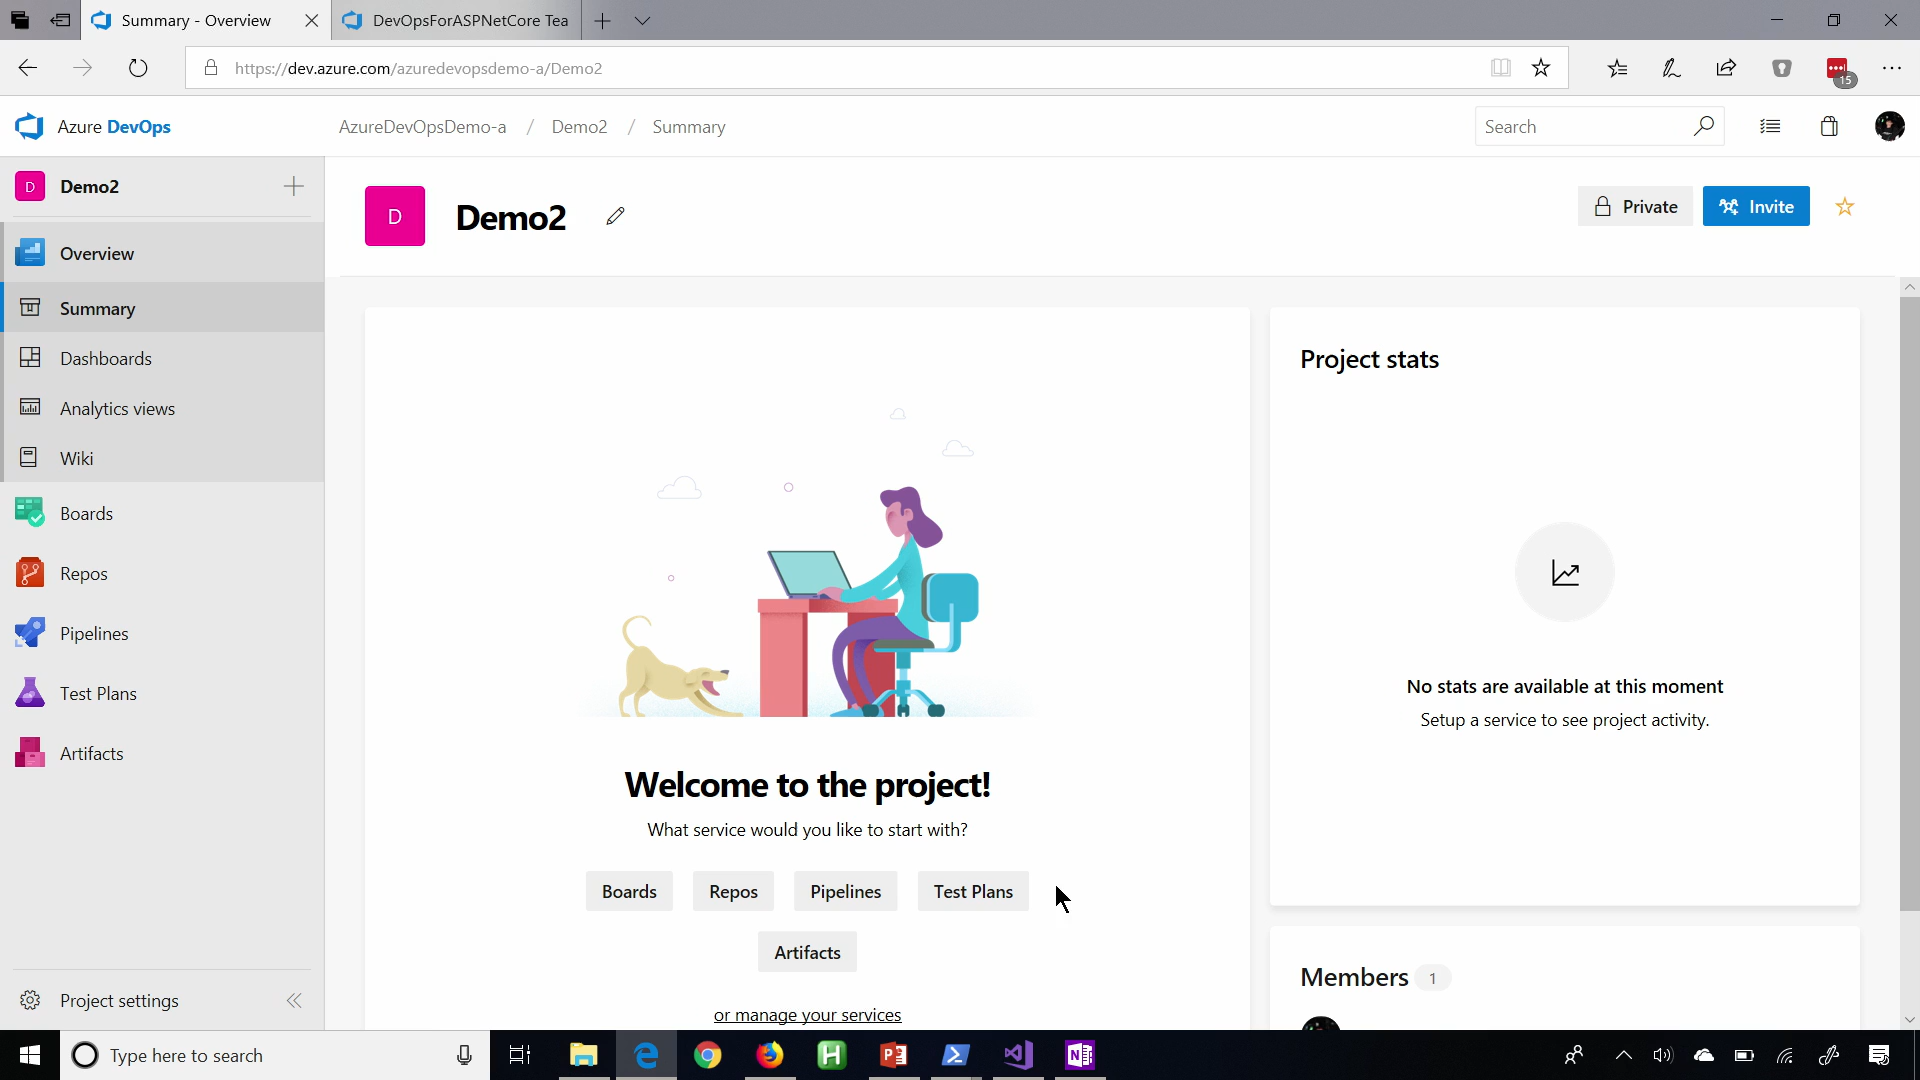 Summary - Overview
DevOpsForASPNetCore Tea
https://dev.azure.com/azuredevopsdemo-a/Demo2
15
Azure DevOps
AzureDevOpsDemo-a / Demo2 / Summary
Search
D
Demo2
D
Demo2
Private
Invite
Overview
Summary
Dashboards
Analytics views
Wiki
Boards
Repos
Pipelines
Test Plans
Artifacts
Project settings
Welcome to the project!
What service would you like to start with?
Boards
Repos
Pipelines
Test Plans
Artifacts
or manage your services
Project stats
No stats are available at this moment
Setup a service to see project activity.
Members 1
Type here to search